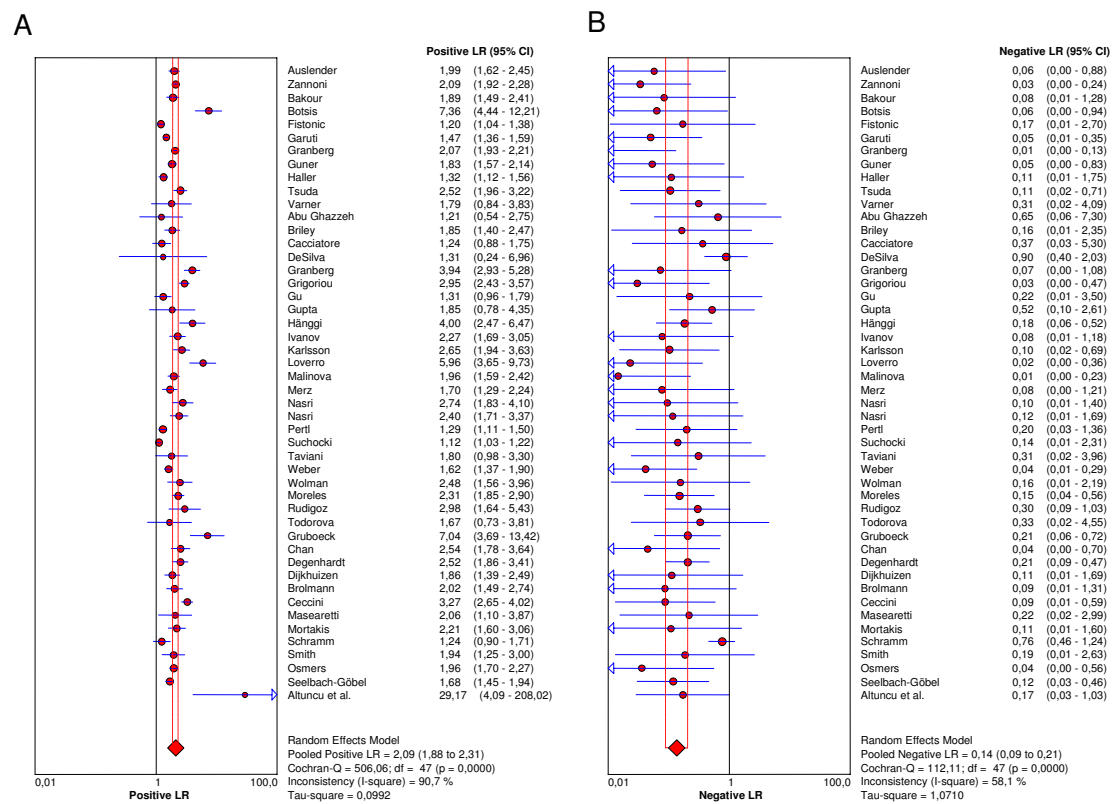 A
Positive LR (95% CI)
Auslender 1,99 (1,62 - 2,45)
Zannoni 2,09 (1,92 - 2,28)
Bakour 1,89 (1,49 - 2,41)
Botsis 7,36 (4,44 - 12,21)
Fistonic 1,20 (1,04 - 1,38)
Garuti 1,47 (1,36 - 1,59)
Granberg 2,07 (1,93 - 2,21)
Guner 1,83 (1,57 - 2,14)
Haller 1,32 (1,12 - 1,56)
Tsuda 2,52 (1,96 - 3,22)
Varner 1,79 (0,84 - 3,83)
Abu Ghazzeh 1,21 (0,54 - 2,75)
Briley 1,85 (1,40 - 2,47)
Cacciatore 1,24 (0,88 - 1,75)
DeSilva 1,31 (0,24 - 6,96)
Granberg 3,94 (2,93 - 5,28)
Grigoriou 2,95 (2,43 - 3,57)
Gu 1,31 (0,96 - 1,79)
Gupta 1,85 (0,78 - 4,35)
Hänggi 4,00 (2,47 - 6,47)
Ivanov 2,27 (1,69 - 3,05)
Karlsson 2,65 (1,94 - 3,63)
Loverro 5,96 (3,65 - 9,73)
Malinova 1,96 (1,59 - 2,42)
Merz 1,70 (1,29 - 2,24)
Nasri 2,74 (1,83 - 4,10)
Nasri 2,40 (1,71 - 3,37)
Pertl 1,29 (1,11 - 1,50)
Suchocki 1,12 (1,03 - 1,22)
Taviani 1,80 (0,98 - 3,30)
Weber 1,62 (1,37 - 1,90)
Wolman 2,48 (1,56 - 3,96)
Moreles 2,31 (1,85 - 2,90)
Rudigoz 2,98 (1,64 - 5,43)
Todorova 1,67 (0,73 - 3,81)
Gruboeck 7,04 (3,69 - 13,42)
Chan 2,54 (1,78 - 3,64)
Degenhardt 2,52 (1,86 - 3,41)
Dijkhuizen 1,86 (1,39 - 2,49)
Brolmann 2,02 (1,49 - 2,74)
Ceccini 3,27 (2,65 - 4,02)
Masearetti 2,06 (1,10 - 3,87)
Mortakis 2,21 (1,60 - 3,06)
Schramm 1,24 (0,90 - 1,71)
Smith 1,94 (1,25 - 3,00)
Osmers 1,96 (1,70 - 2,27)
Seelbach-Göbel 1,68 (1,45 - 1,94)
Altuncu et al. 29,17 (4,09 - 208,02)
Random Effects Model
Pooled Positive LR = 2,09 (1,88 to 2,31)
Cochran-Q = 506,06; df = 47 (p = 0,0000)
Inconsistency (I-square) = 90,7 %
Tau-square = 0,0992
0,01 1 100,0
Positive LR
B
Negative LR (95% CI)
Auslender 0,06 (0,00 - 0,88)
Zannoni 0,03 (0,00 - 0,24)
Bakour 0,08 (0,01 - 1,28)
Botsis 0,06 (0,00 - 0,94)
Fistonic 0,17 (0,01 - 2,70)
Garuti 0,05 (0,01 - 0,35)
Granberg 0,01 (0,00 - 0,13)
Guner 0,05 (0,00 - 0,83)
Haller 0,11 (0,01 - 1,75)
Tsuda 0,11 (0,02 - 0,71)
Varner 0,31 (0,02 - 4,09)
Abu Ghazzeh 0,65 (0,06 - 7,30)
Briley 0,16 (0,01 - 2,35)
Cacciatore 0,37 (0,03 - 5,30)
DeSilva 0,90 (0,40 - 2,03)
Granberg 0,07 (0,00 - 1,08)
Grigoriou 0,03 (0,00 - 0,47)
Gu 0,22 (0,01 - 3,50)
Gupta 0,52 (0,10 - 2,61)
Hänggi 0,18 (0,06 - 0,52)
Ivanov 0,08 (0,01 - 1,18)
Karlsson 0,10 (0,02 - 0,69)
Loverro 0,02 (0,00 - 0,36)
Malinova 0,01 (0,00 - 0,23)
Merz 0,08 (0,00 - 1,21)
Nasri 0,10 (0,01 - 1,40)
Nasri 0,12 (0,01 - 1,69)
Pertl 0,20 (0,03 - 1,36)
Suchocki 0,14 (0,01 - 2,31)
Taviani 0,31 (0,02 - 3,96)
Weber 0,04 (0,01 - 0,29)
Wolman 0,16 (0,01 - 2,19)
Moreles 0,15 (0,04 - 0,56)
Rudigoz 0,30 (0,09 - 1,03)
Todorova 0,33 (0,02 - 4,55)
Gruboeck 0,21 (0,06 - 0,72)
Chan 0,04 (0,00 - 0,70)
Degenhardt 0,21 (0,09 - 0,47)
Dijkhuizen 0,11 (0,01 - 1,69)
Brolmann 0,09 (0,01 - 1,31)
Ceccini 0,09 (0,01 - 0,59)
Masearetti 0,22 (0,02 - 2,99)
Mortakis 0,11 (0,01 - 1,60)
Schramm 0,76 (0,46 - 1,24)
Smith 0,19 (0,01 - 2,63)
Osmers 0,04 (0,00 - 0,56)
Seelbach-Göbel 0,12 (0,03 - 0,46)
Altuncu et al. 0,17 (0,03 - 1,03)
Random Effects Model
Pooled Negative LR = 0,14 (0,09 to 0,21)
Cochran-Q = 112,11; df = 47 (p = 0,0000)
Inconsistency (I-square) = 58,1 %
Tau-square = 1,0710
0,01 1 100,0
Negative LR